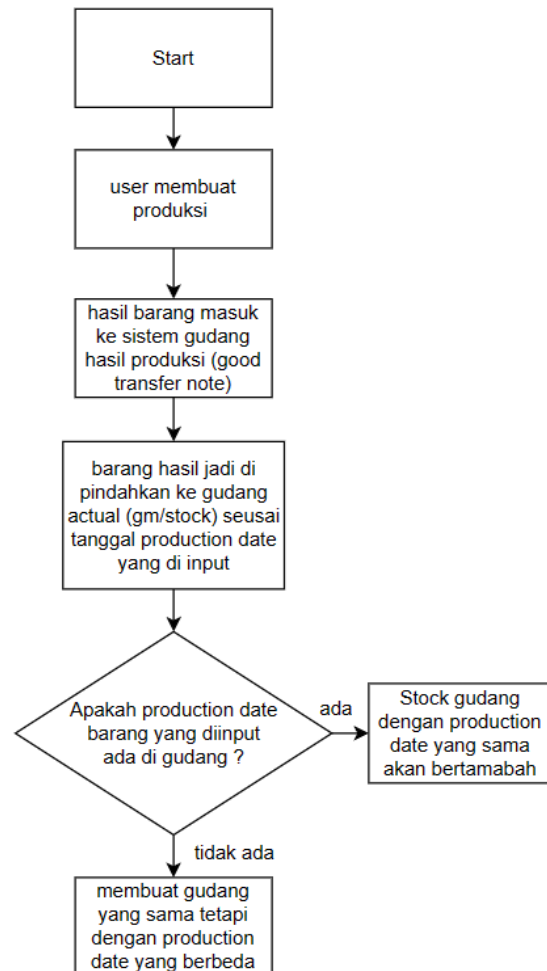 Start
user membuat
produksi
hasil barang masuk
ke sistem gudang
hasil produksi (good
transfer note)
barang hasil jadi di
pindahkan ke gudang
actual (gm/stock) seusai
tanggal production date
yang di input
Apakah production date
barang yang diinput
ada di gudang ?
ada
Stock gudang
dengan production
date yang sama
akan bertamabah
tidak ada
membuat gudang
yang sama tetapi
dengan production
date yang berbeda